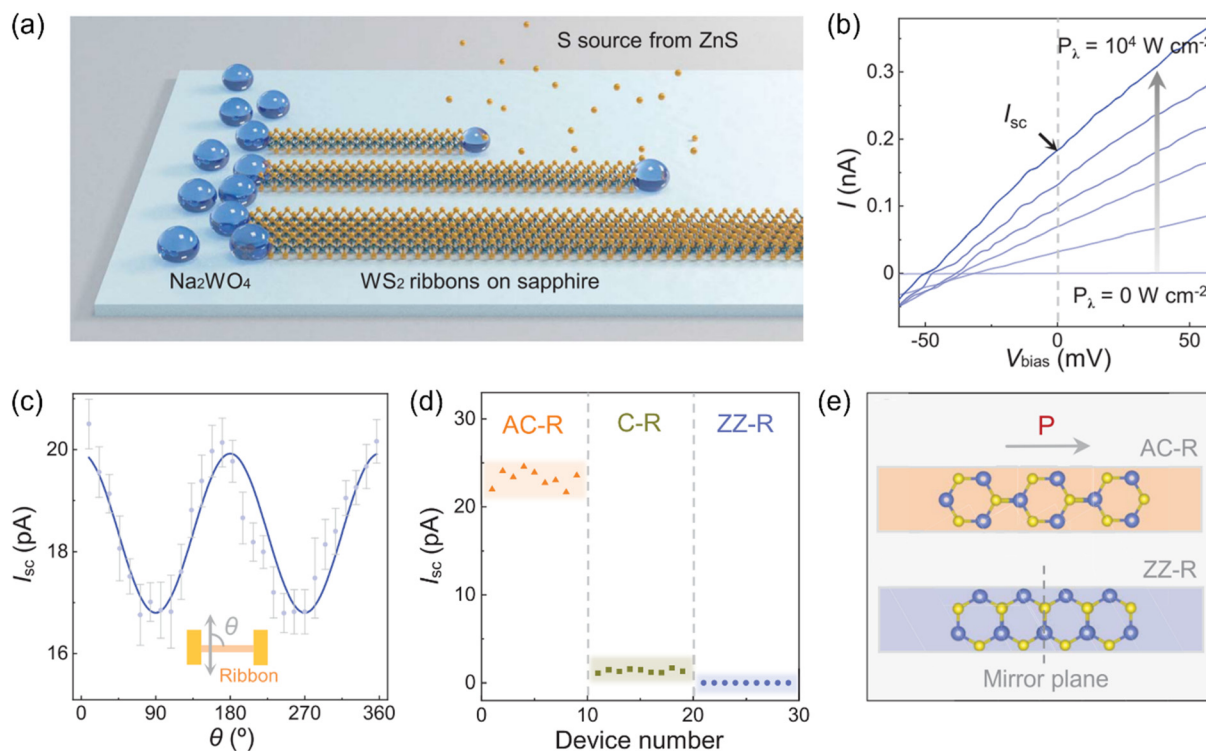 (a)
S source from ZnS
Na₂WO₄
WS₂ ribbons on sapphire
(b)
Pλ = 10⁴ W cm⁻²
Isc
Pλ = 0 W cm⁻²
I (nA)
0.3
0.2
0.1
0
-50
0
50
Vbias (mV)
(c)
Isc (pA)
20
18
16
θ
Ribbon
0
90
180
270
360
θ (º)
(d)
Isc (pA)
30
20
10
0
AC-R
C-R
ZZ-R
0
10
20
30
Device number
(e)
P
AC-R
ZZ-R
Mirror plane